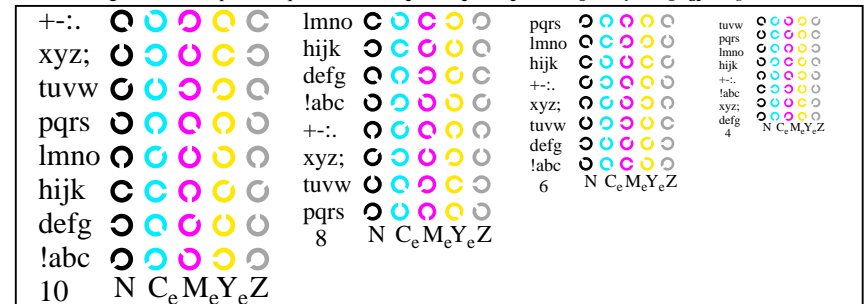 +-:.
xyz;
tuvw
pqrs
lmno
hijk
defg
!abc
10 N CeMeYeZ
lmno
hijk
defg
!abc
+-:.
xyz;
tuvw
pqrs
8 N CeMeYeZ
pqrs
lmno
hijk
+-:.
xyz;
tuvw
defg
!abc
6 N CeMeYeZ
tuvw
pqrs
lmno
hijk
+-:.
!abc
xyz;
defg
4 N CeMeYeZ